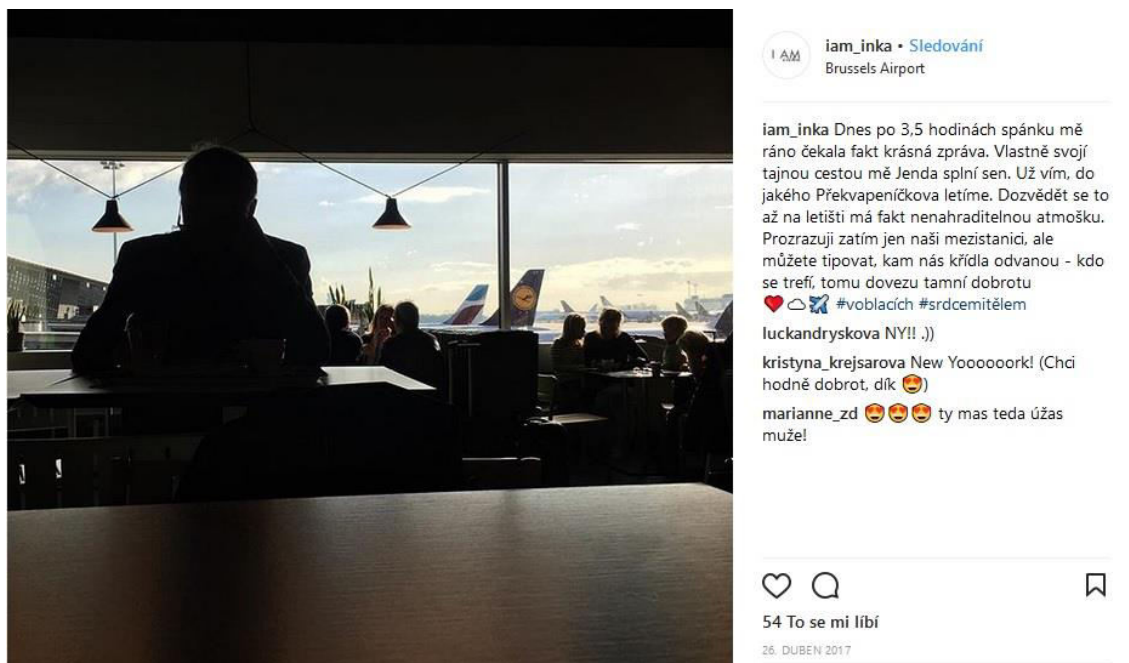 I AM
iam_inka • Sledování
Brussels Airport
iam_inka Dnes po 3,5 hodinách spánku mě
ráno čekala fakt krásná zpráva. Vlastně svojí
tajnou cestou mě Jenda splní sen. Už vím, do
jakého Překvapeníčkova letíme. Dozvědět se to
až na letišti má fakt nenahraditelnou atmošku.
Prozrazuji zatím jen naši mezistanici, ale
můžete tipovat, kam nás křídla odvanou - kdo
se trefí, tomu dovezu tamní dobrotu
❤️☁️✈️ #voblacích #srdcemitělem
luckandryskova NY!! .))
kristyna_krejsarova New Yoooooork! (Chci
hodně dobrot, dík 😍)
marianne_zd 😍😍😍 ty mas teda úžas
muže!
54 To se mi líbí
26. DUBEN 2017